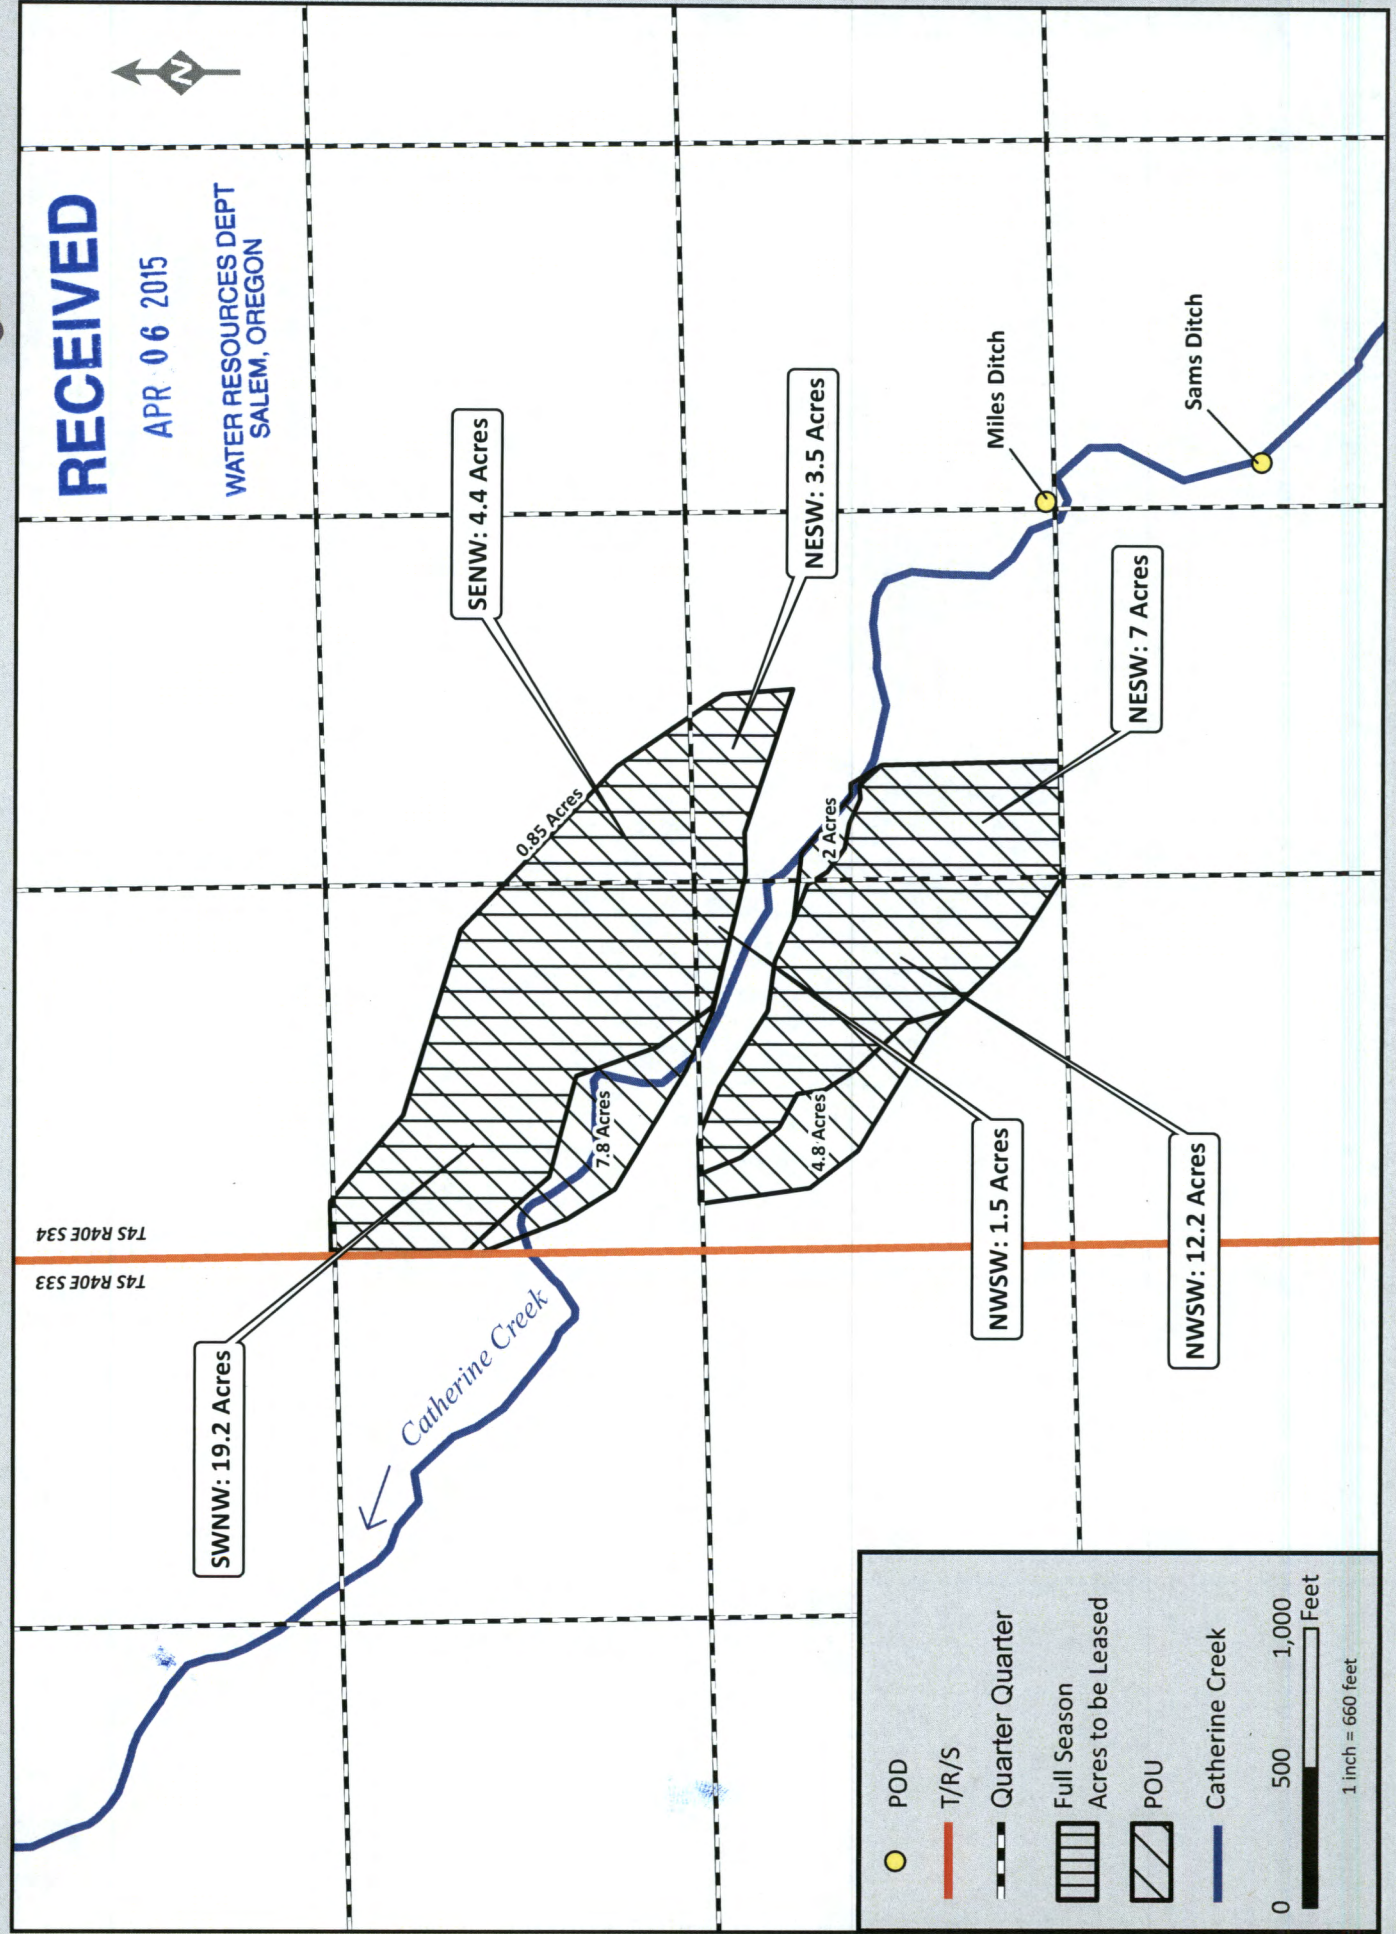 RECEIVED
APR 06 2015
WATER RESOURCES DEPT
SALEM, OREGON
N
T4S R40E S33
T4S R40E S34
SWNW: 19.2 Acres
SENW: 4.4 Acres
NESW: 3.5 Acres
0.85 Acres
7.8 Acres
2 Acres
4.8 Acres
Catherine Creek
Miles Ditch
Sams Ditch
NWSW: 1.5 Acres
NWSW: 12.2 Acres
NESW: 7 Acres
POD
T/R/S
Quarter Quarter
Full Season
Acres to be Leased
POU
Catherine Creek
0 500 1,000
Feet
1 inch = 660 feet